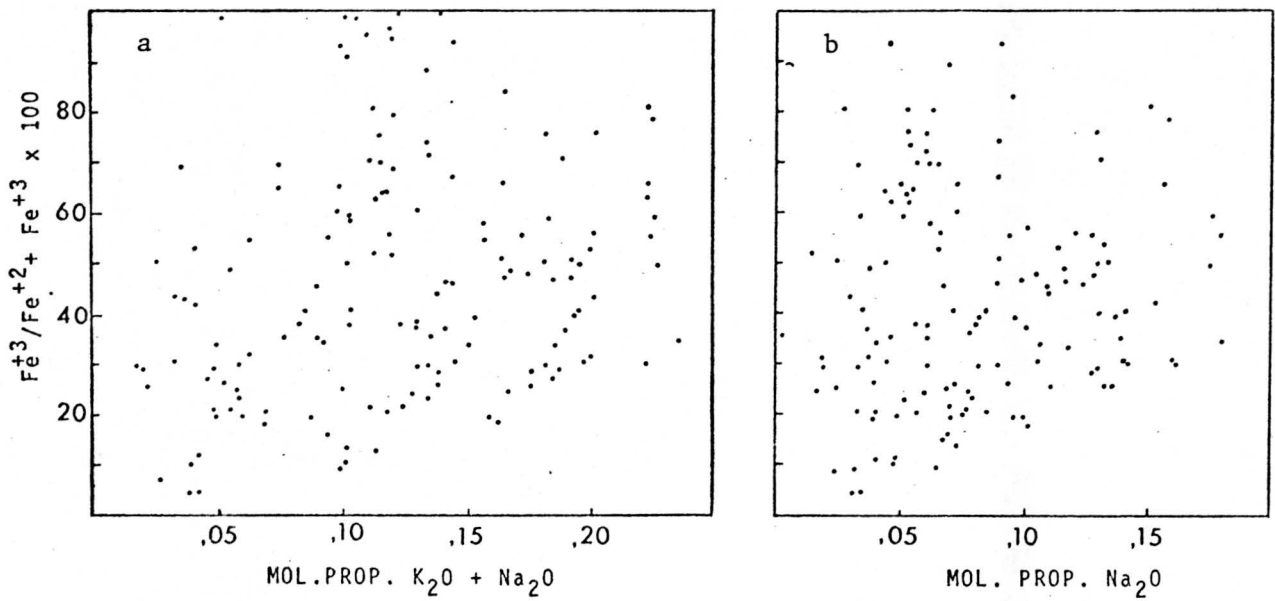 a
b
Fe+3/Fe+2 + Fe+3 x 100
80
60
40
20
,05
,10
,15
,20
,05
,10
,15
MOL.PROP. K2O + Na2O
MOL. PROP. Na2O